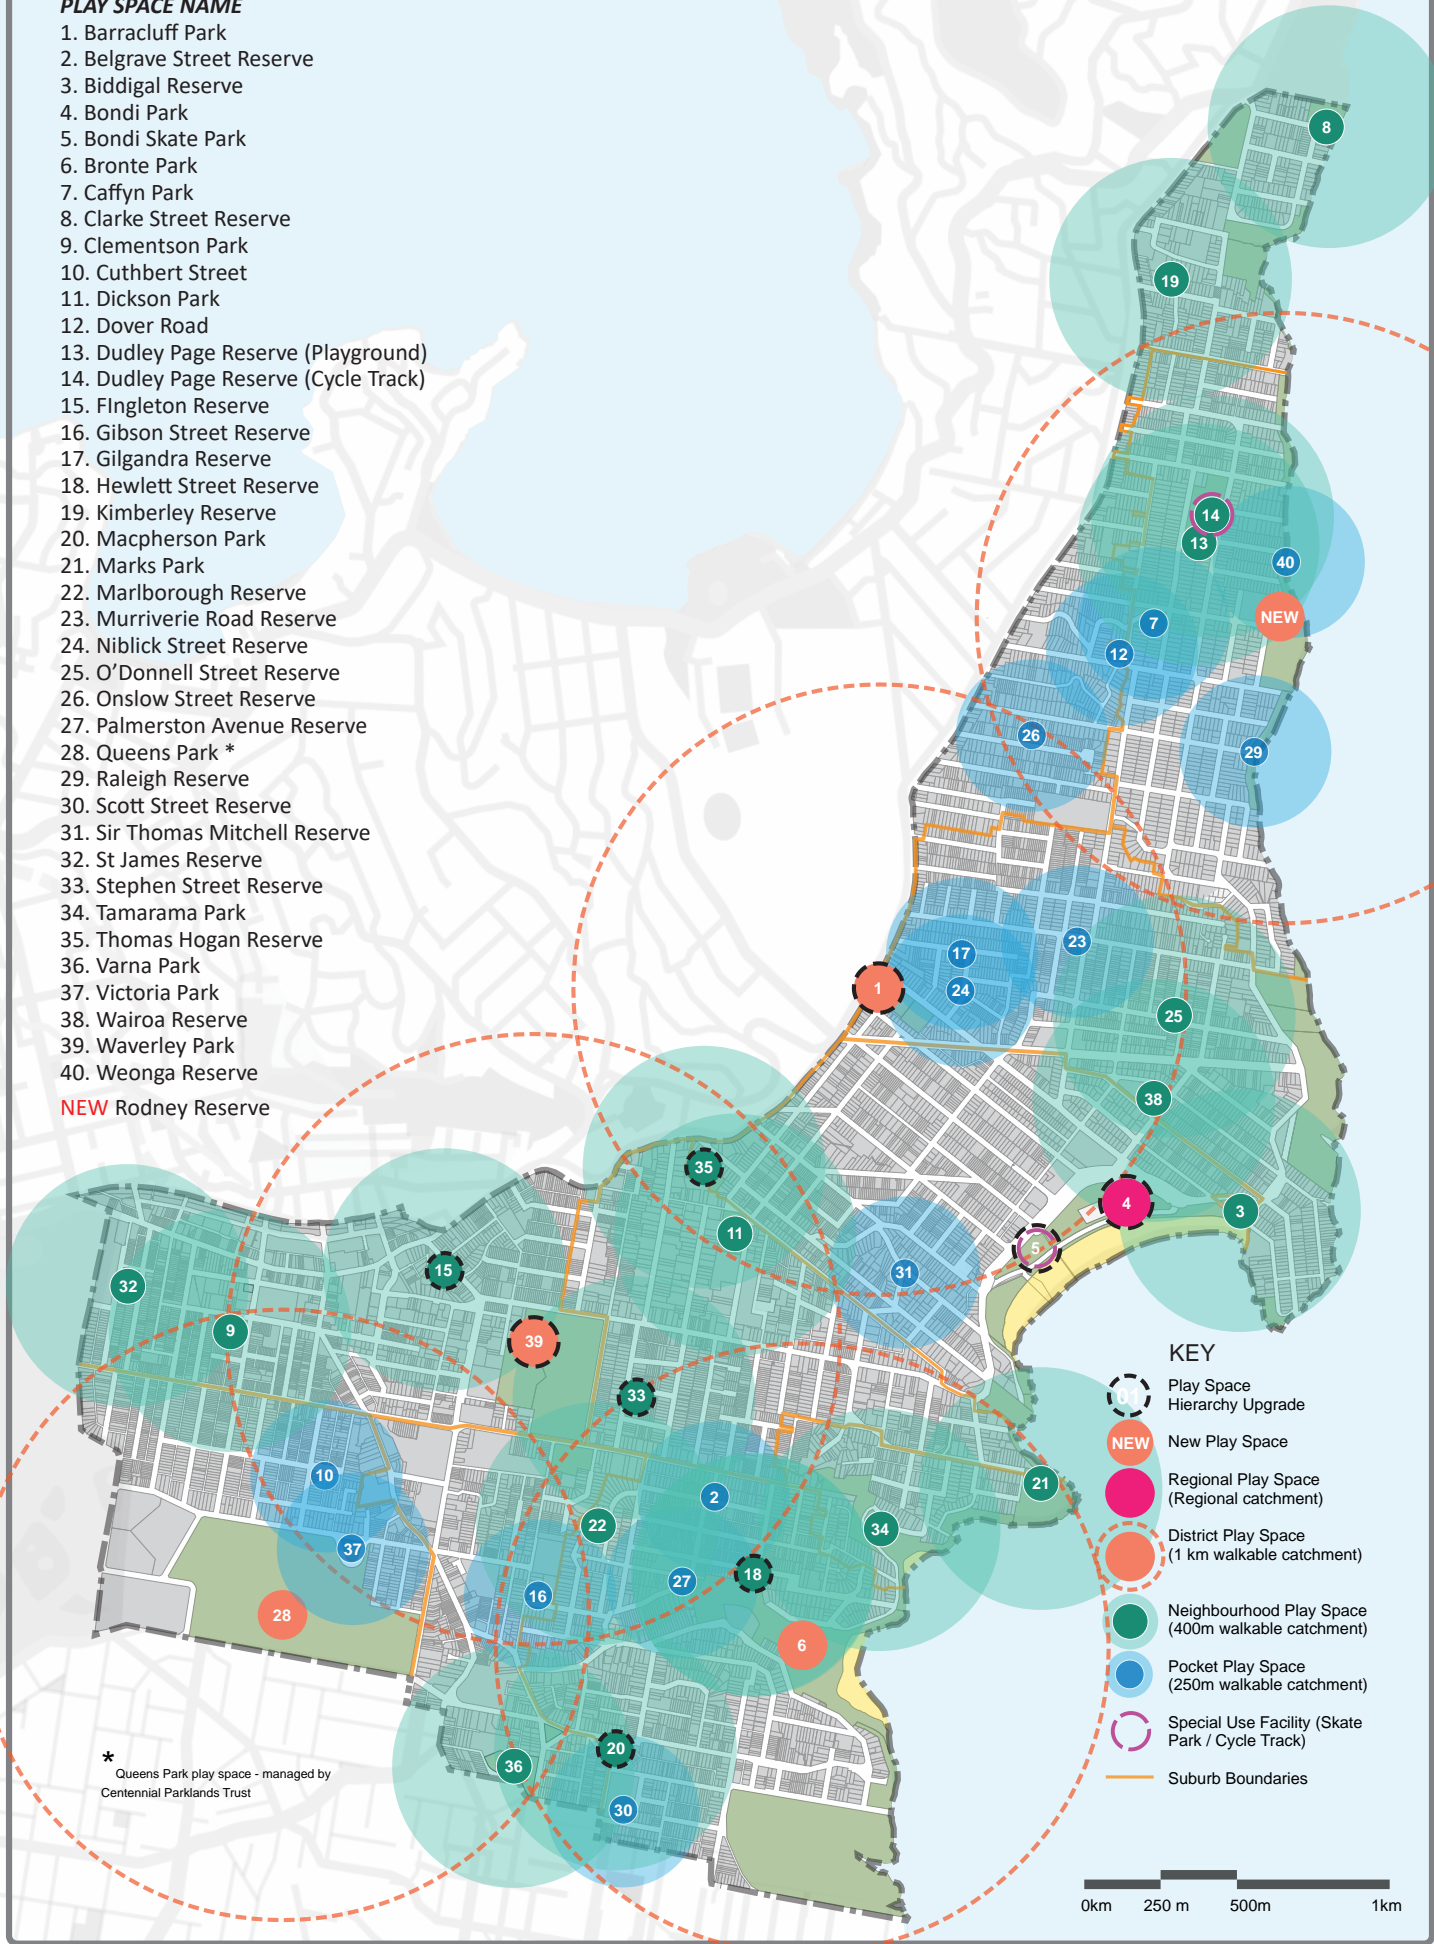 PLAY SPACE NAME
1. Barracluff Park
2. Belgrave Street Reserve
3. Biddigal Reserve
4. Bondi Park
5. Bondi Skate Park
6. Bronte Park
7. Caffyn Park
8. Clarke Street Reserve
9. Clementson Park
10. Cuthbert Street
11. Dickson Park
12. Dover Road
13. Dudley Page Reserve (Playground)
14. Dudley Page Reserve (Cycle Track)
15. FIngleton Reserve
16. Gibson Street Reserve
17. Gilgandra Reserve
18. Hewlett Street Reserve
19. Kimberley Reserve
20. Macpherson Park
21. Marks Park
22. Marlborough Reserve
23. Murriverie Road Reserve
24. Niblick Street Reserve
25. O'Donnell Street Reserve
26. Onslow Street Reserve
27. Palmerston Avenue Reserve
28. Queens Park *
29. Raleigh Reserve
30. Scott Street Reserve
31. Sir Thomas Mitchell Reserve
32. St James Reserve
33. Stephen Street Reserve
34. Tamarama Park
35. Thomas Hogan Reserve
36. Varna Park
37. Victoria Park
38. Wairoa Reserve
39. Waverley Park
40. Weonga Reserve
NEW Rodney Reserve
8
19
14
13
40
NEW
7
12
26
29
17
23
24
1
25
38
35
4
3
11
5
31
15
32
9
39
33
10
21
2
22
34
37
18
27
16
28
6
20
36
30
KEY
01
Play Space
Hierarchy Upgrade
NEW
New Play Space
Regional Play Space
(Regional catchment)
District Play Space
(1 km walkable catchment)
Neighbourhood Play Space
(400m walkable catchment)
Pocket Play Space
(250m walkable catchment)
Special Use Facility (Skate
Park / Cycle Track)
Suburb Boundaries
* Queens Park play space - managed by
Centennial Parklands Trust
0km 250 m 500m 1km